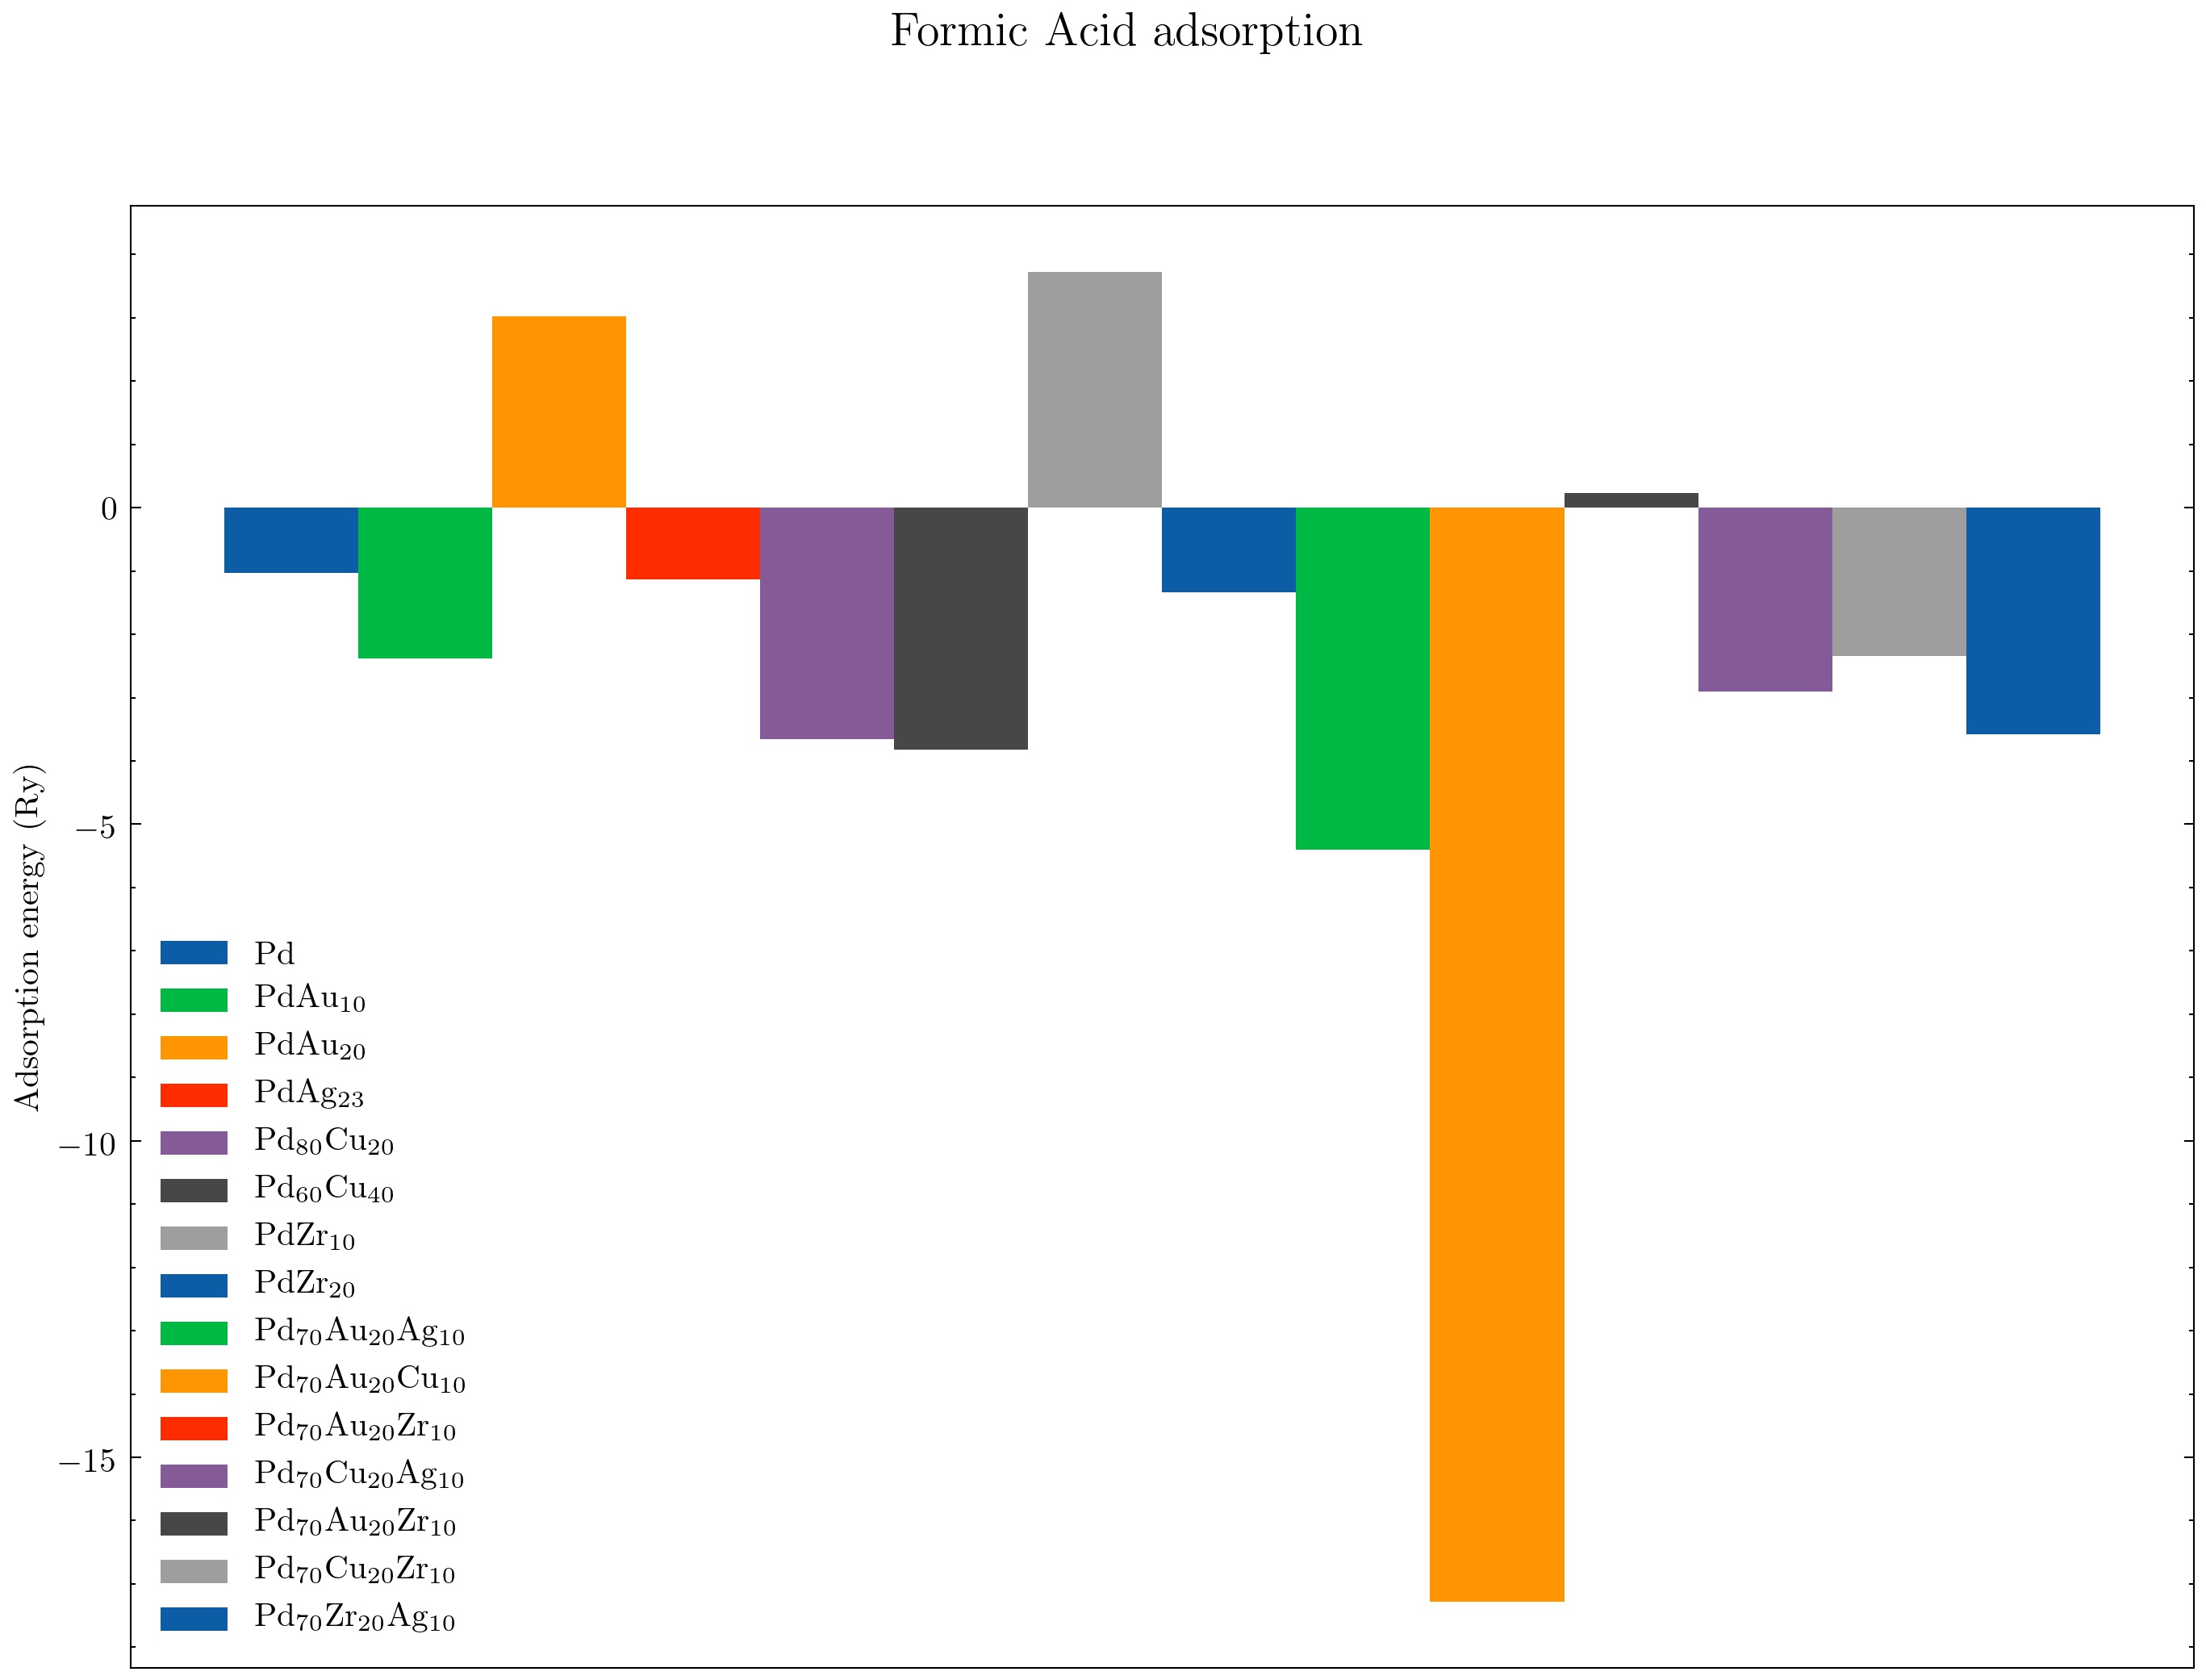 Formic Acid adsorption
0
−5
−10
−15
Adsorption energy (Ry)
Pd
PdAu₁₀
PdAu₂₀
PdAg₂₃
Pd₈₀Cu₂₀
Pd₆₀Cu₄₀
PdZr₁₀
PdZr₂₀
Pd₇₀Au₂₀Ag₁₀
Pd₇₀Au₂₀Cu₁₀
Pd₇₀Au₂₀Zr₁₀
Pd₇₀Cu₂₀Ag₁₀
Pd₇₀Au₂₀Zr₁₀
Pd₇₀Cu₂₀Zr₁₀
Pd₇₀Zr₂₀Ag₁₀